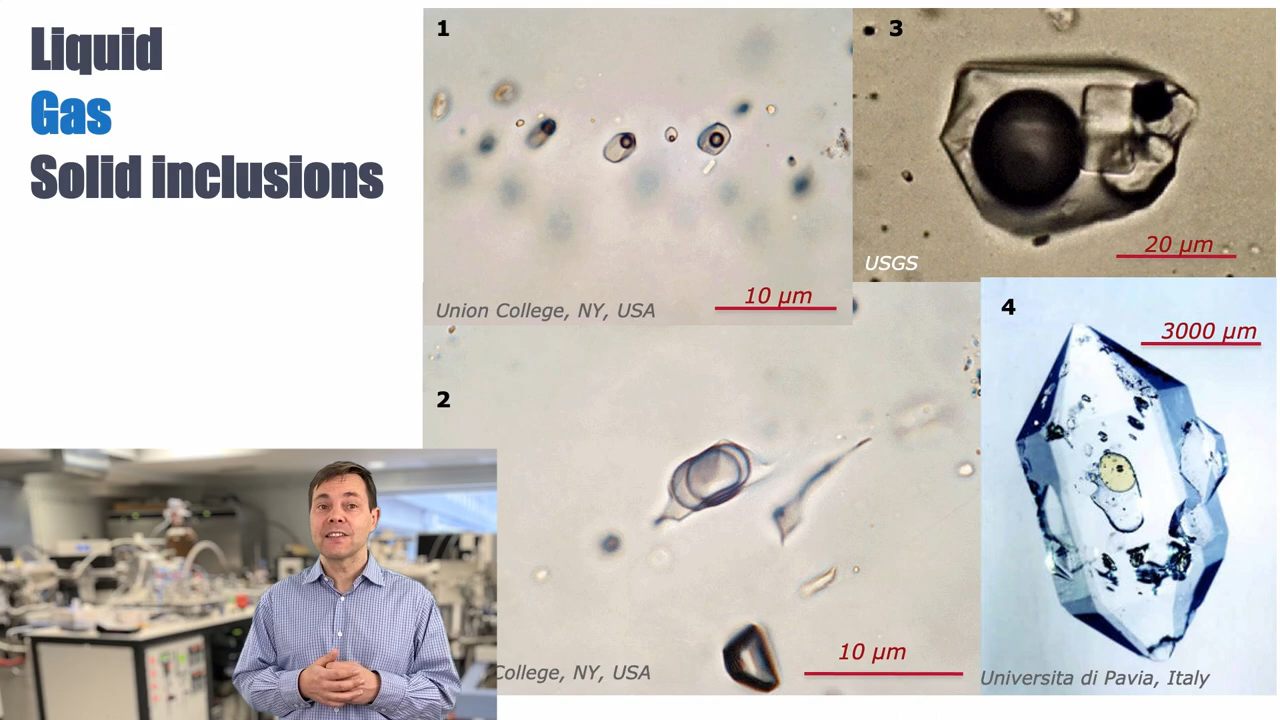 Liquid
Gas
Solid inclusions
1
Union College, NY, USA
10 µm
3
USGS
20 µm
2
College, NY, USA
10 µm
4
3000 µm
Universita di Pavia, Italy